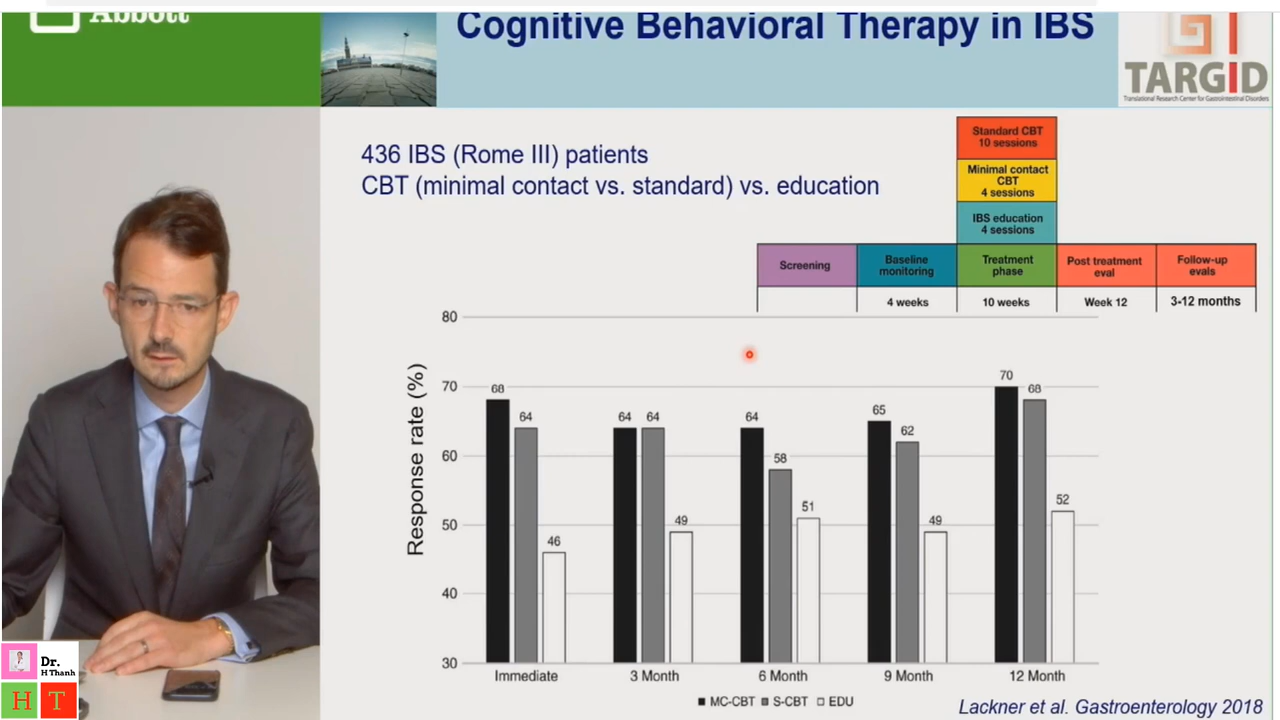 Abbott
Cognitive Behavioral Therapy in IBS
TARGID
Translational Research Center for Gastrointestinal Disorders
436 IBS (Rome III) patients
CBT (minimal contact vs. standard) vs. education
Standard CBT
10 sessions
Minimal contact
CBT
4 sessions
IBS education
4 sessions
Screening
Baseline
monitoring
Treatment
phase
Post treatment
eval
Follow-up
evals
4 weeks
10 weeks
Week 12
3-12 months
Response rate (%)
80
70
60
50
40
30
68
64
46
64
64
49
64
58
51
65
62
49
70
68
52
Immediate
3 Month
6 Month
9 Month
12 Month
MC-CBT
S-CBT
EDU
Lackner et al. Gastroenterology 2018
Dr.
H Thanh
H T